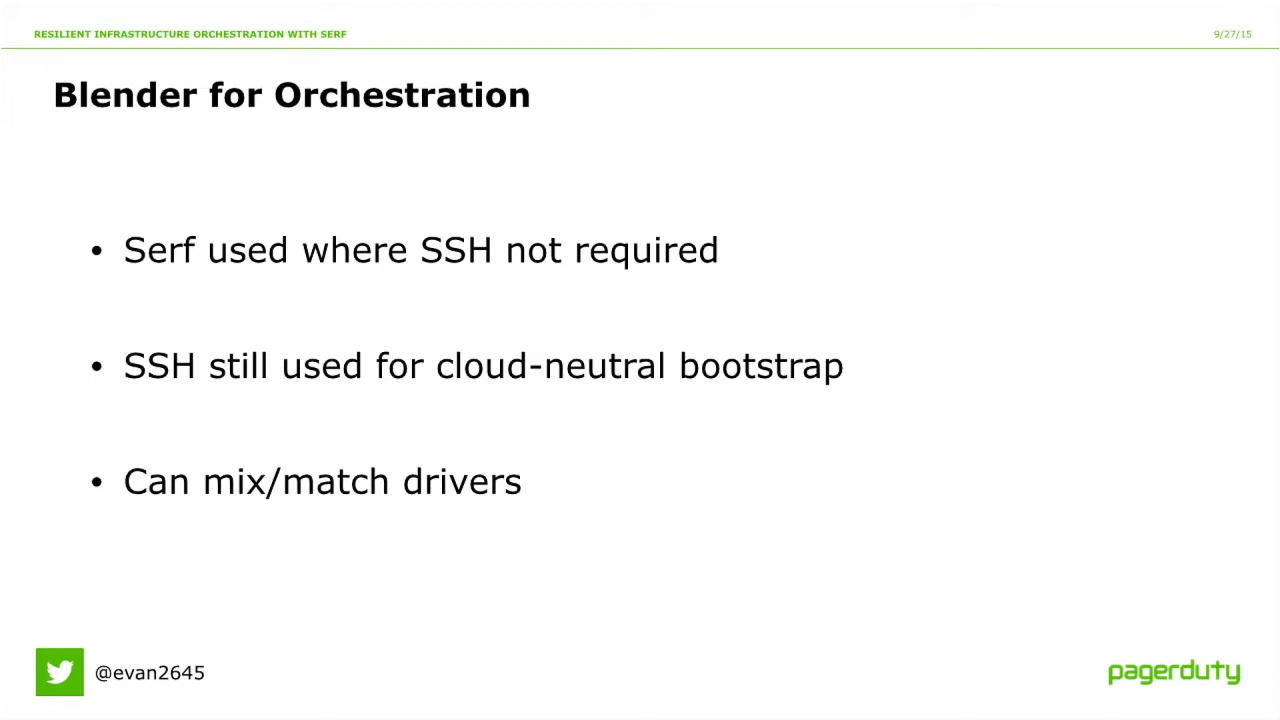 RESILIENT INFRASTRUCTURE ORCHESTRATION WITH SERF
9/27/15
Blender for Orchestration
• Serf used where SSH not required
• SSH still used for cloud-neutral bootstrap
• Can mix/match drivers
@evan2645
pagerduty